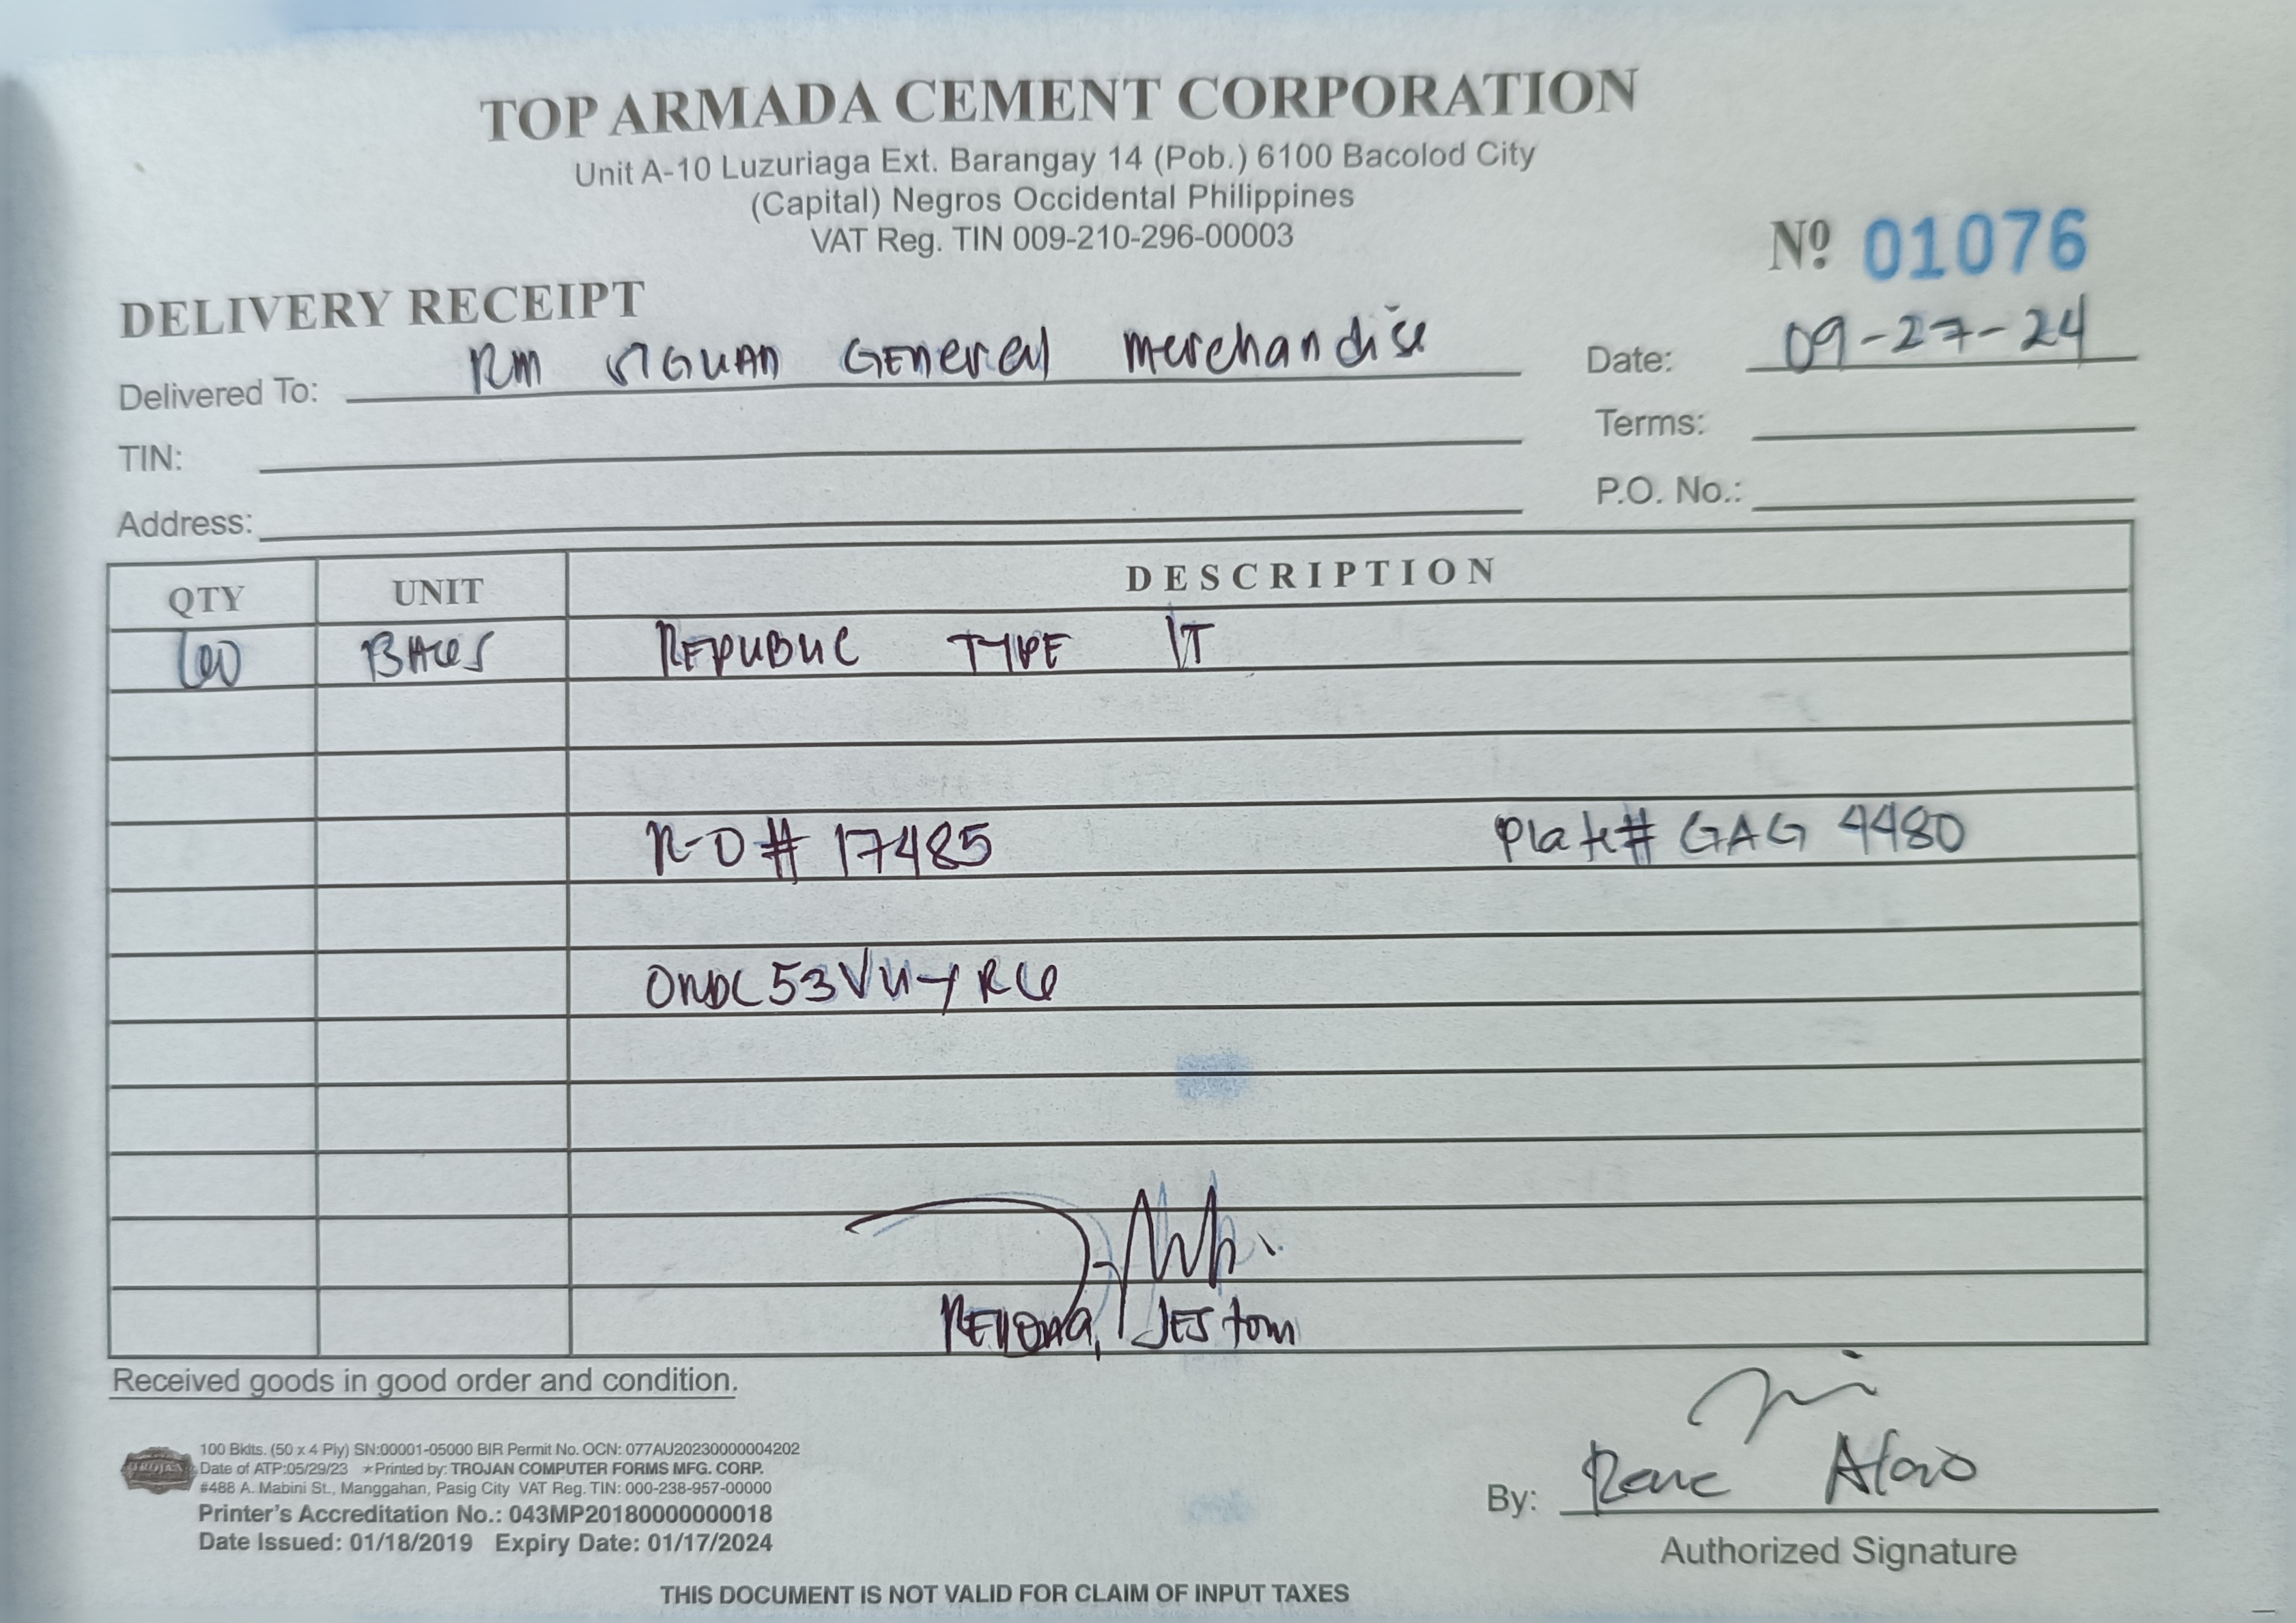 TOP ARMADA CEMENT CORPORATION
Unit A-10 Luzuriaga Ext. Barangay 14 (Pob.) 6100 Bacolod City
(Capital) Negros Occidental Philippines
VAT Reg. TIN 009-210-296-00003
Nº 01076
DELIVERY RECEIPT
Delivered To: RM SIGUAN GENERAL Merchandise
Date: 09-27-24
TIN:
Terms:
Address:
P.O. No.:
QTY UNIT DESCRIPTION
BAGS REPUBLIC TYPE 1T
R-O# 17485 Plate# GAG 4480
Jestom
Received goods in good order and condition.
100 Bklts. (50 x 4 Ply) SN:00001-05000 BIR Permit No. OCN: 077AU20230000004202
Date of ATP:05/29/23 ★Printed by: TROJAN COMPUTER FORMS MFG. CORP.
#488 A. Mabini St., Manggahan, Pasig City VAT Reg. TIN: 000-238-957-00000
Printer's Accreditation No.: 043MP20180000000018
Date Issued: 01/18/2019 Expiry Date: 01/17/2024
TROJAN
By: Rene
Authorized Signature
THIS DOCUMENT IS NOT VALID FOR CLAIM OF INPUT TAXES